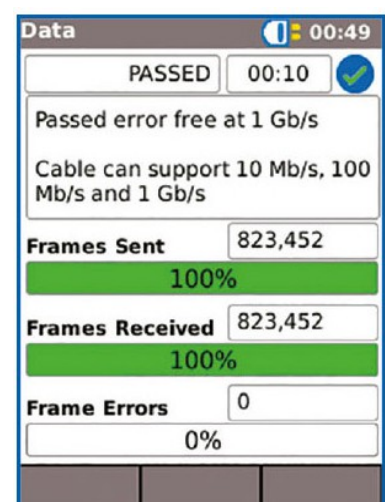 Data 00:49
PASSED 00:10
Passed error free at 1 Gb/s
Cable can support 10 Mb/s, 100
Mb/s and 1 Gb/s
Frames Sent 823,452
100%
Frames Received 823,452
100%
Frame Errors 0
0%